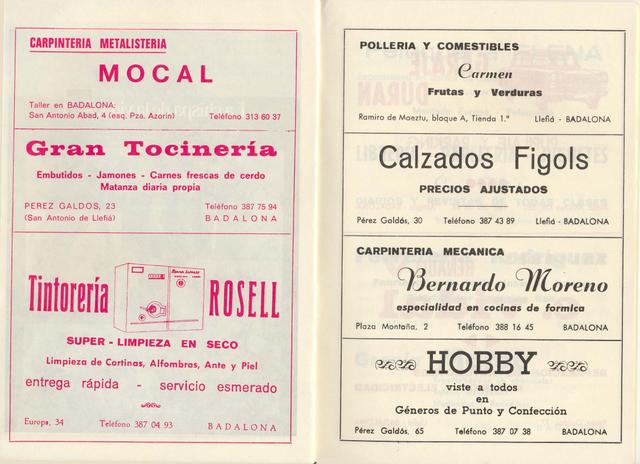 CARPINTERIA METALISTERIA
MOCAL
Taller en BADALONA:
San Antonio Abad, 4 (esq. Pza. Azorín) Teléfono 313 60 37
Gran Tocinería
Embutidos - Jamones - Carnes frescas de cerdo
Matanza diaria propia
PEREZ GALDOS, 23 Teléfono 387 75 94
(San Antonio de Llefiá) BADALONA
Tintorería ROSELL
SUPER - LIMPIEZA EN SECO
Limpieza de Cortinas, Alfombras, Ante y Piel
entrega rápida - servicio esmerado
Europa, 34 Teléfono 387 04 93 BADALONA
POLLERIA Y COMESTIBLES
Carmen
Frutas y Verduras
Ramiro de Maeztu, bloque A, Tienda 1.ª Llefiá - BADALONA
Calzados Figols
PRECIOS AJUSTADOS
Pérez Galdós, 30 Teléfono 387 43 89 Llefiá - BADALONA
CARPINTERIA MECANICA
Bernardo Moreno
especialidad en cocinas de formica
Plaza Montaña, 2 Teléfono 388 16 45 BADALONA
HOBBY
viste a todos
en
Géneros de Punto y Confección
Pérez Galdós, 65 Teléfono 387 07 38 BADALONA